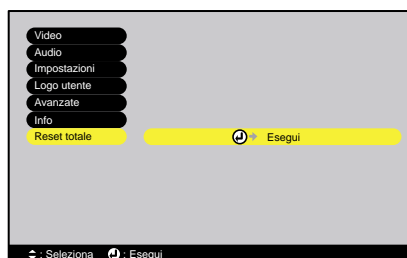 Video
Audio
Impostazioni
Logo utente
Avanzate
Info
Reset totale Esegui
: Seleziona : Esegui